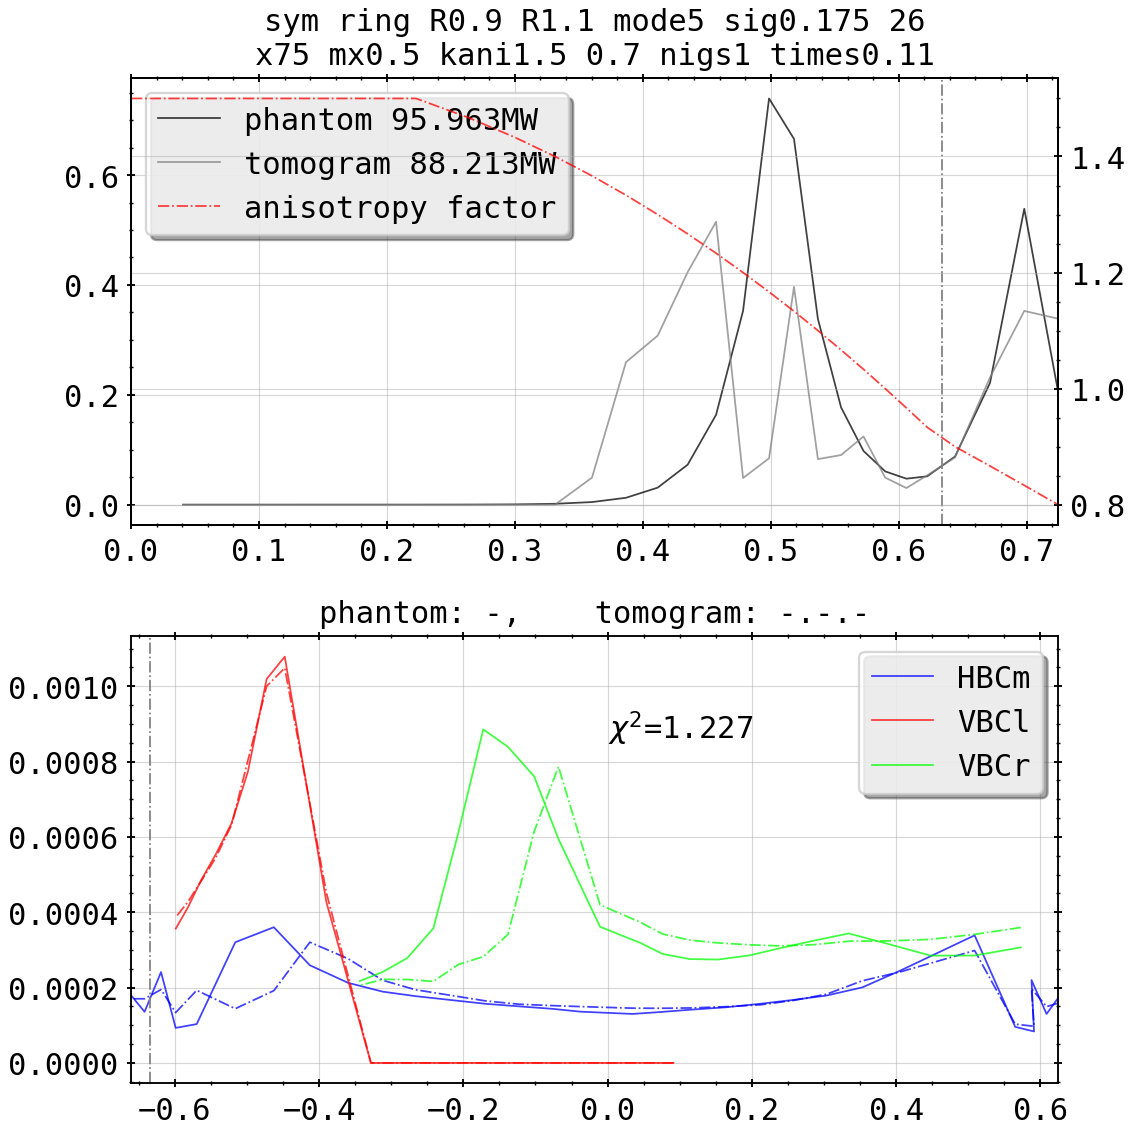 sym ring R0.9 R1.1 mode5 sig0.175 26
x75 mx0.5 kani1.5 0.7 nigs1 times0.11
phantom 95.963MW
tomogram 88.213MW
anisotropy factor
0.6
0.4
0.2
0.0
1.4
1.2
1.0
0.8
0.0 0.1 0.2 0.3 0.4 0.5 0.6 0.7
phantom: -, tomogram: -.-.-
HBCm
VBCl
VBCr
χ²=1.227
0.0010
0.0008
0.0006
0.0004
0.0002
0.0000
−0.6 −0.4 −0.2 0.0 0.2 0.4 0.6